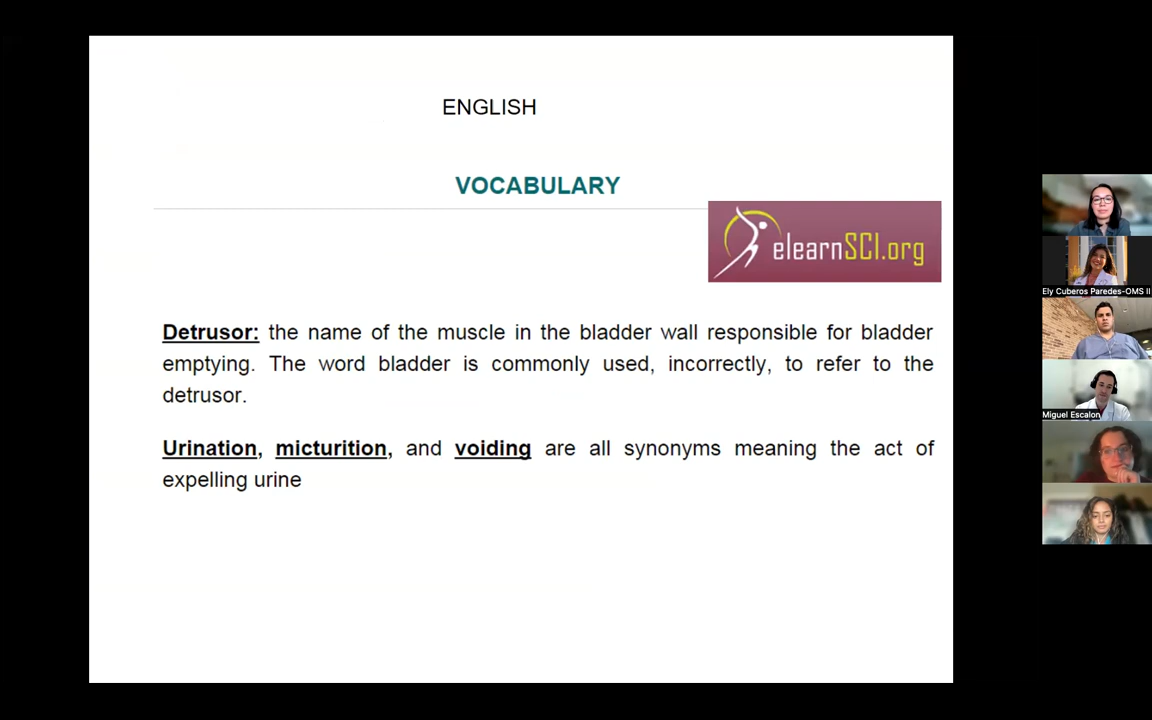 ENGLISH
VOCABULARY
elearnSCI.org
Detrusor: the name of the muscle in the bladder wall responsible for bladder
emptying. The word bladder is commonly used, incorrectly, to refer to the
detrusor.
Urination, micturition, and voiding are all synonyms meaning the act of
expelling urine
Ely Cuberos Paredes-OMS II
Miguel Escalon